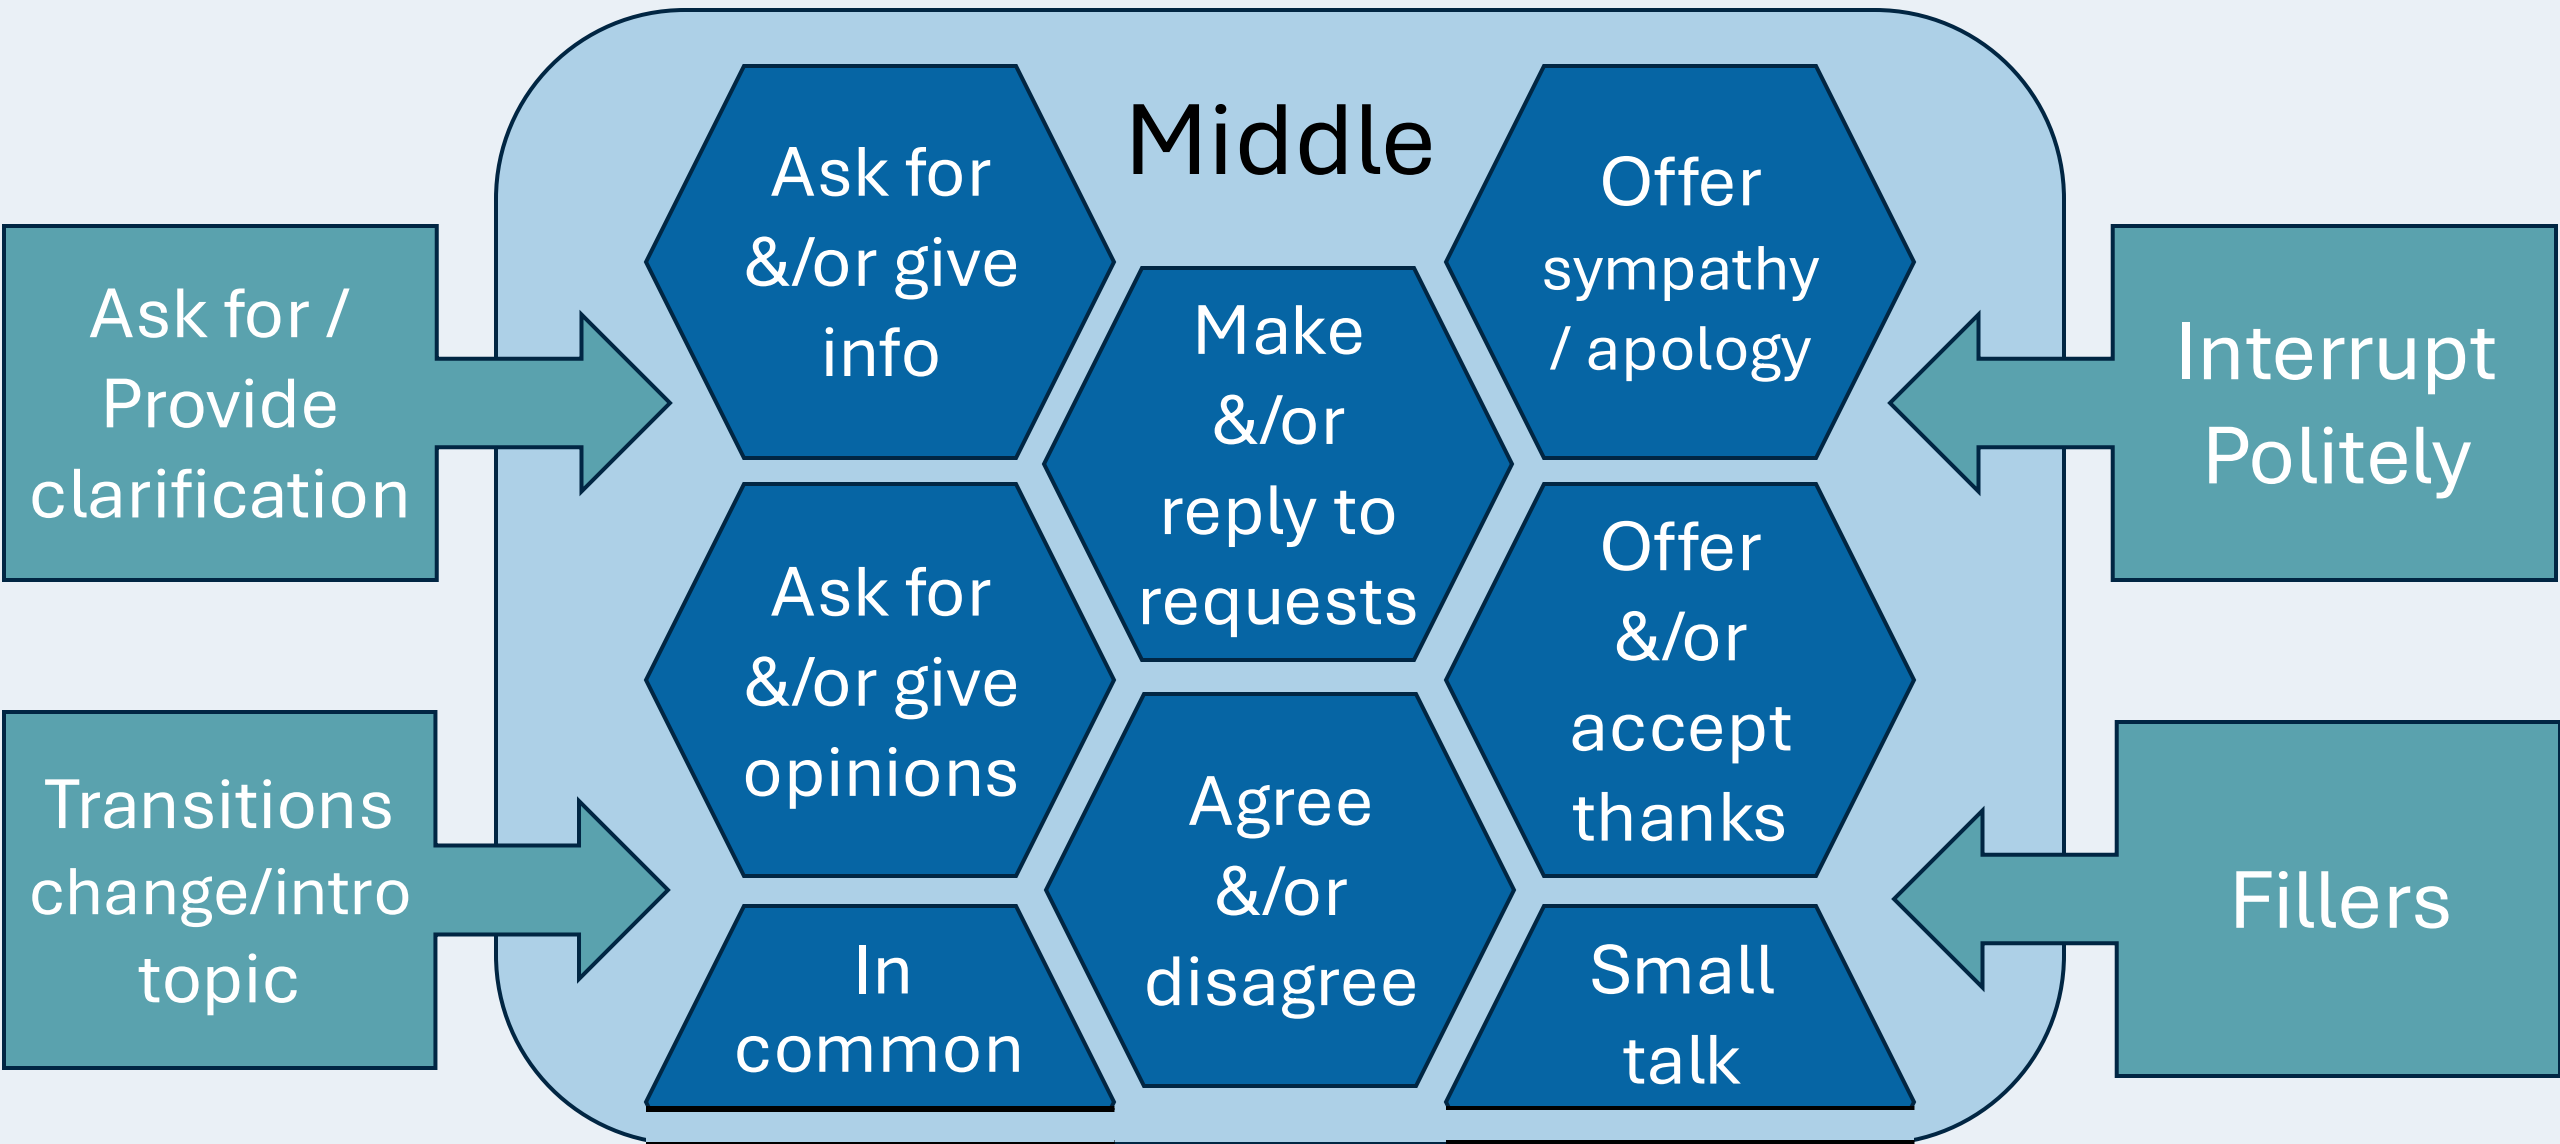 Middle
Ask for
&/or give
info
Offer
sympathy
/ apology
Make
&/or
reply to
requests
Ask for /
Provide
clarification
Interrupt
Politely
Ask for
&/or give
opinions
Offer
&/or
accept
thanks
Agree
&/or
disagree
Transitions
change/intro
topic
Fillers
In
common
Small
talk